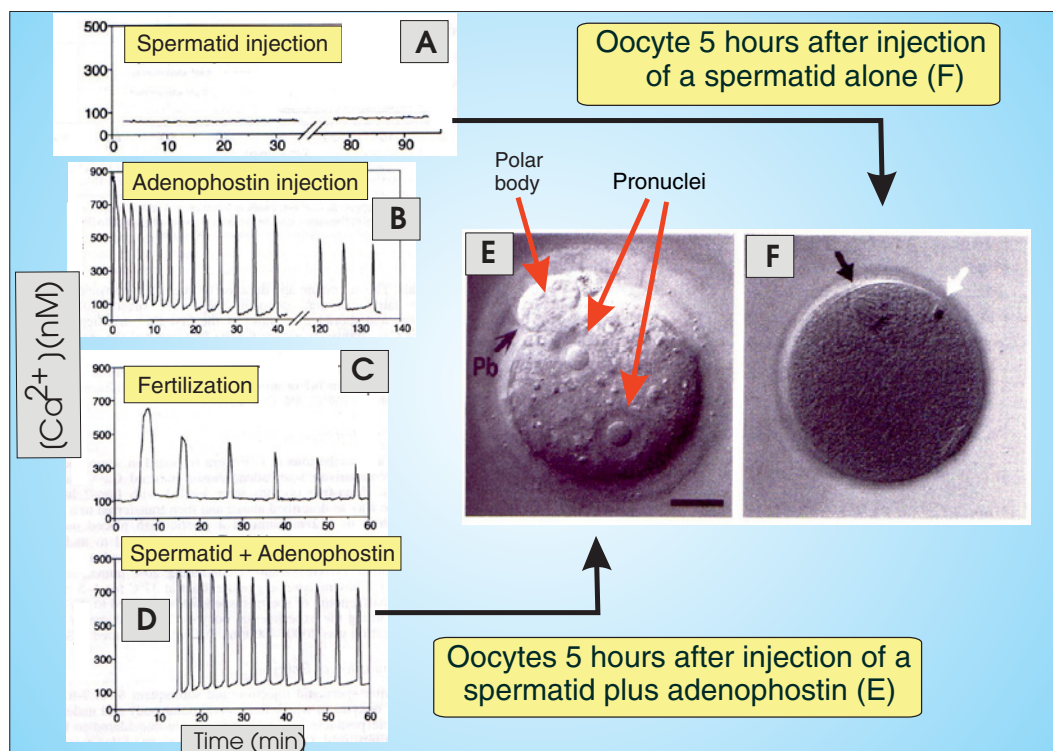 Spermatid injection
A
500
300
100
0
0 10 20 30 80 90
Oocyte 5 hours after injection
of a spermatid alone (F)
Adenophostin injection
B
900
700
500
300
100
0
0 10 20 30 40 120 130 140
[Ca2+](nM)
Fertilization
C
900
700
500
300
100
0
0 10 20 30 40 50 60
Spermatid + Adenophostin
D
900
700
500
300
100
0
0 10 20 30 40 50 60
Time (min)
Polar
body
Pronuclei
E
Pb
F
Oocytes 5 hours after injection of a
spermatid plus adenophostin (E)